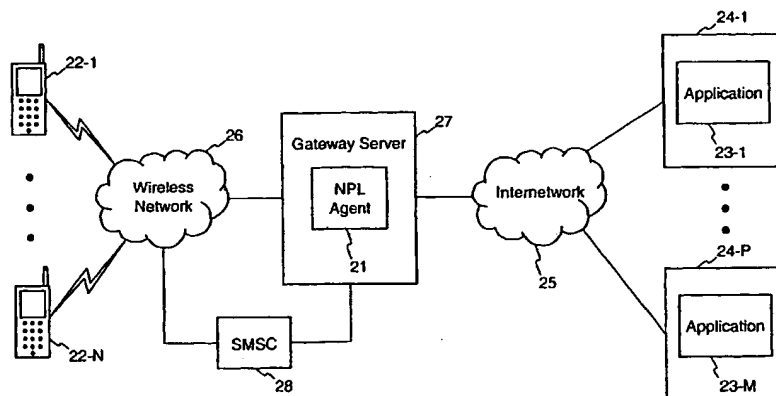 24-1
22-1
Application
26
27
Gateway Server
23-1
Wireless
Network
NPL
Agent
Internetwork
21
24-P
25
Application
SMSC
22-N
28
23-M